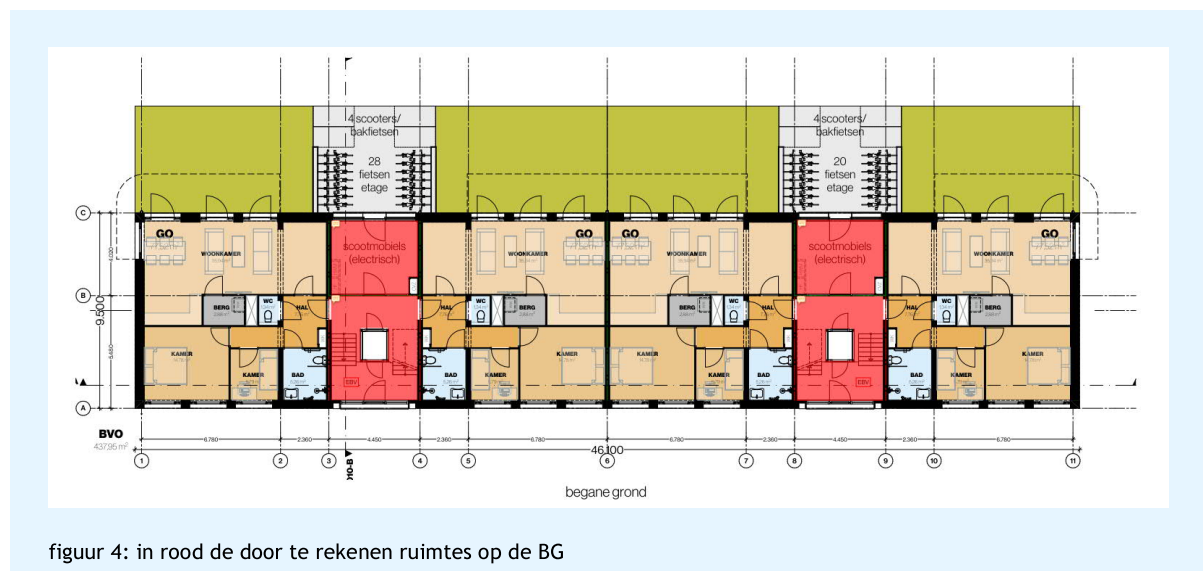 4 scooters/
bakfietsen
4 scooters/
bakfietsen
28
fietsen
etage
20
fietsen
etage
C
GO
WOONKAMER
scootmobiels
(electrisch)
WOONKAMER
GO
GO
WOONKAMER
scootmobiels
(electrisch)
WOONKAMER
GO
B
9.500
BERG
WC
HAL
HAL
WC
BERG
BERG
WC
HAL
HAL
WC
BERG
KAMER
KAMER
BAD
EBV
BAD
KAMER
KAMER
KAMER
KAMER
BAD
EBV
BAD
KAMER
KAMER
A
BVO
437.95 m²
6.780
2.360
4.450
2.360
6.780
6.780
2.360
4.450
2.360
6.780
46.100
1
2
3
4
5
6
7
8
9
10
11
begane grond
figuur 4: in rood de door te rekenen ruimtes op de BG